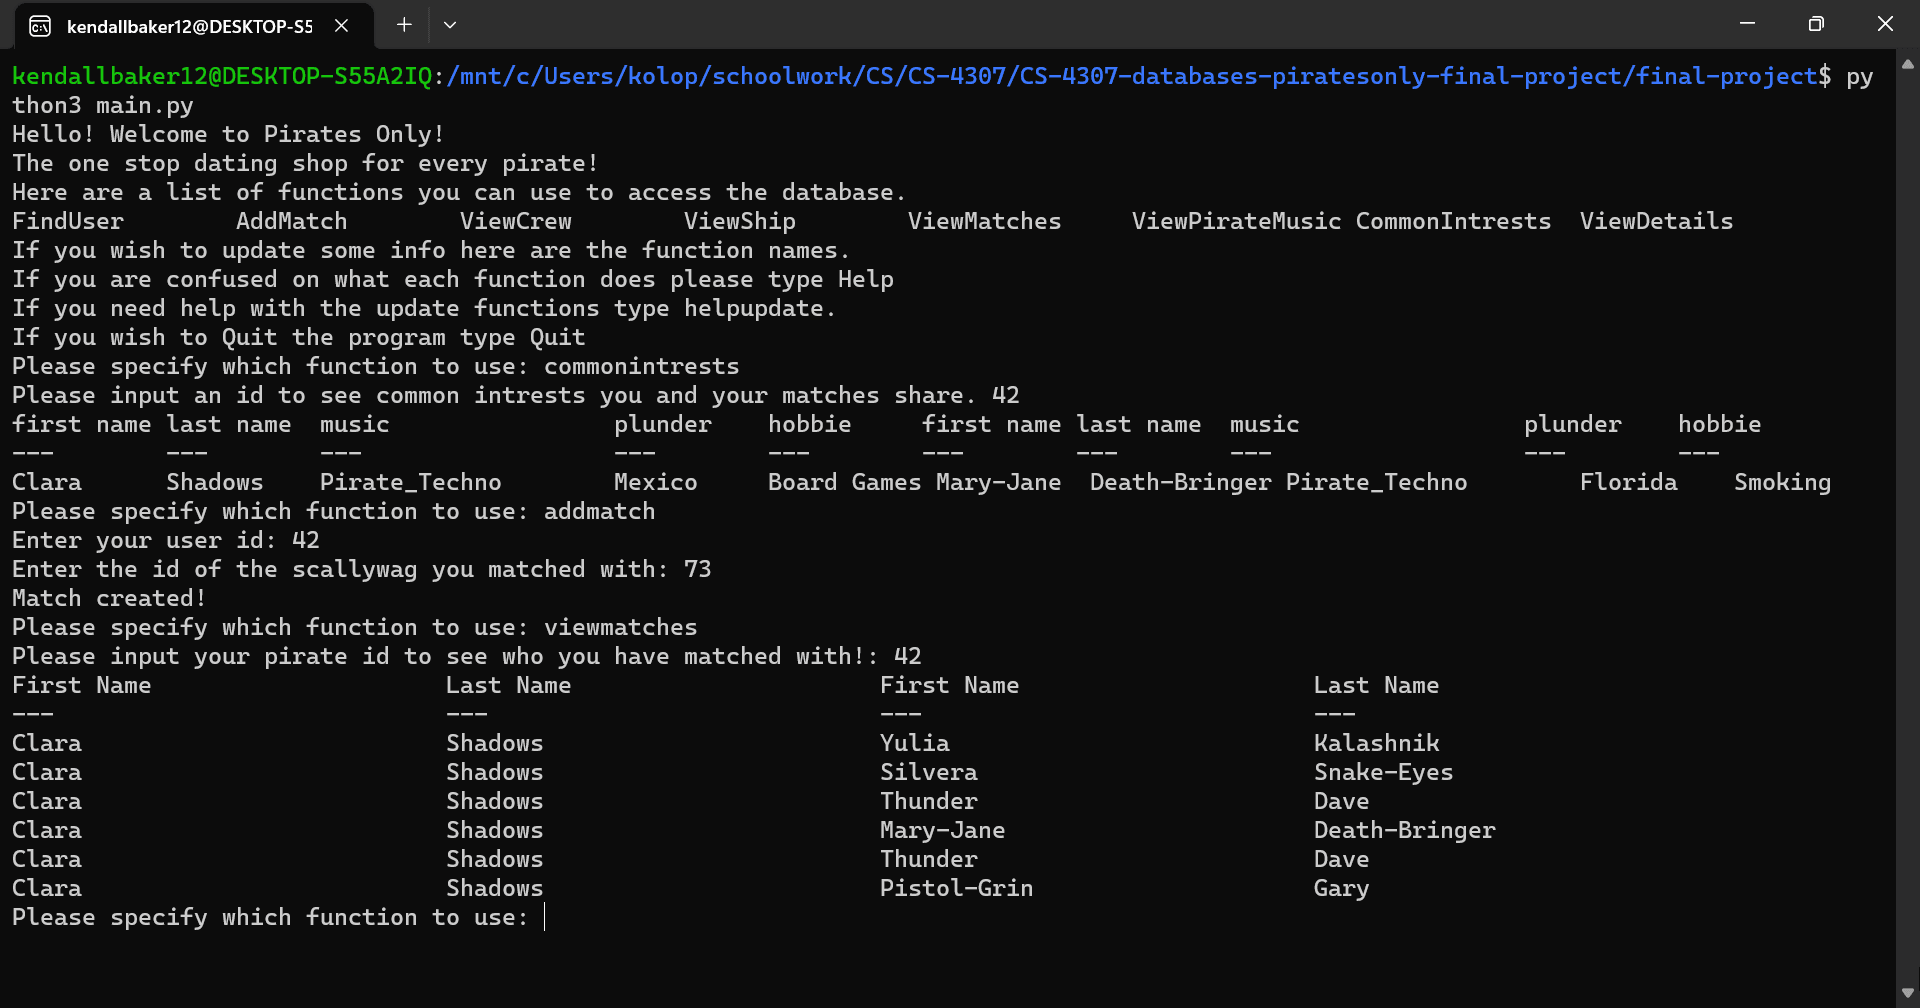 kendallbaker12@DESKTOP-S5
kendallbaker12@DESKTOP-S55A2IQ:/mnt/c/Users/kolop/schoolwork/CS/CS-4307/CS-4307-databases-piratesonly-final-project/final-project$ py
thon3 main.py
Hello! Welcome to Pirates Only!
The one stop dating shop for every pirate!
Here are a list of functions you can use to access the database.
FindUser        AddMatch        ViewCrew        ViewShip        ViewMatches     ViewPirateMusic CommonIntrests  ViewDetails
If you wish to update some info here are the function names.
If you are confused on what each function does please type Help
If you need help with the update functions type helpupdate.
If you wish to Quit the program type Quit
Please specify which function to use: commonintrests
Please input an id to see common intrests you and your matches share. 42
first name last name  music                plunder    hobbie     first name last name  music                plunder    hobbie
---        ---        ---                  ---        ---        ---        ---        ---                  ---        ---
Clara      Shadows    Pirate_Techno        Mexico     Board Games Mary-Jane  Death-Bringer Pirate_Techno        Florida    Smoking
Please specify which function to use: addmatch
Enter your user id: 42
Enter the id of the scallywag you matched with: 73
Match created!
Please specify which function to use: viewmatches
Please input your pirate id to see who you have matched with!: 42
First Name                     Last Name                      First Name                     Last Name
---                            ---                            ---                            ---
Clara                          Shadows                        Yulia                          Kalashnik
Clara                          Shadows                        Silvera                        Snake-Eyes
Clara                          Shadows                        Thunder                        Dave
Clara                          Shadows                        Mary-Jane                      Death-Bringer
Clara                          Shadows                        Thunder                        Dave
Clara                          Shadows                        Pistol-Grin                    Gary
Please specify which function to use: